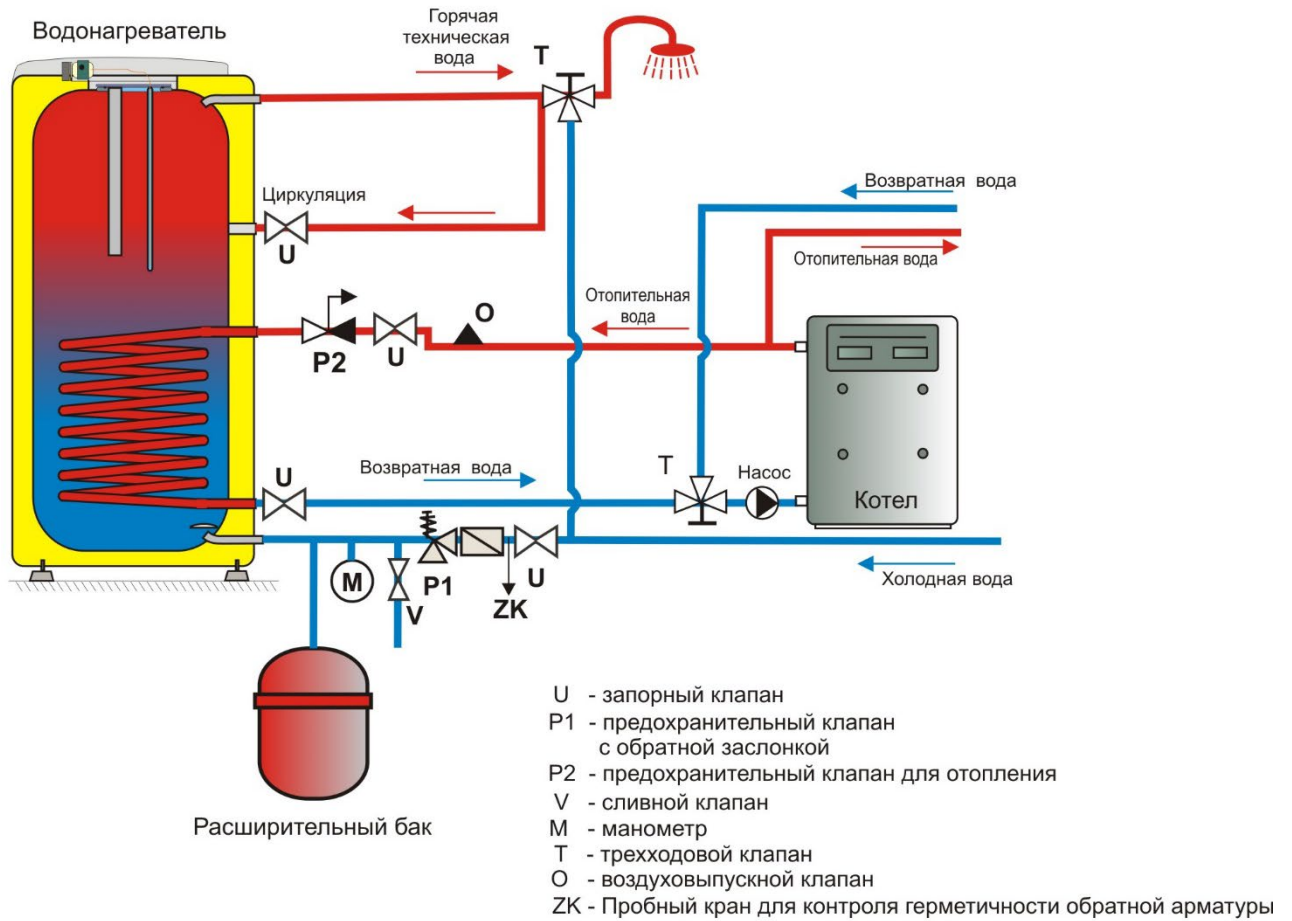 Водонагреватель
Горячая
техническая
вода
T
Циркуляция
U
Возвратная вода
Отопительная вода
Отопительная
вода
O
P2
U
U
Возвратная вода
T
Насос
Котел
M
V
P1
ZK
U
Холодная вода
Расширительный бак
U - запорный клапан
P1 - предохранительный клапан
с обратной заслонкой
P2 - предохранительный клапан для отопления
V - сливной клапан
M - манометр
T - трехходовой клапан
O - воздуховыпускной клапан
ZK - Пробный кран для контроля герметичности обратной арматуры